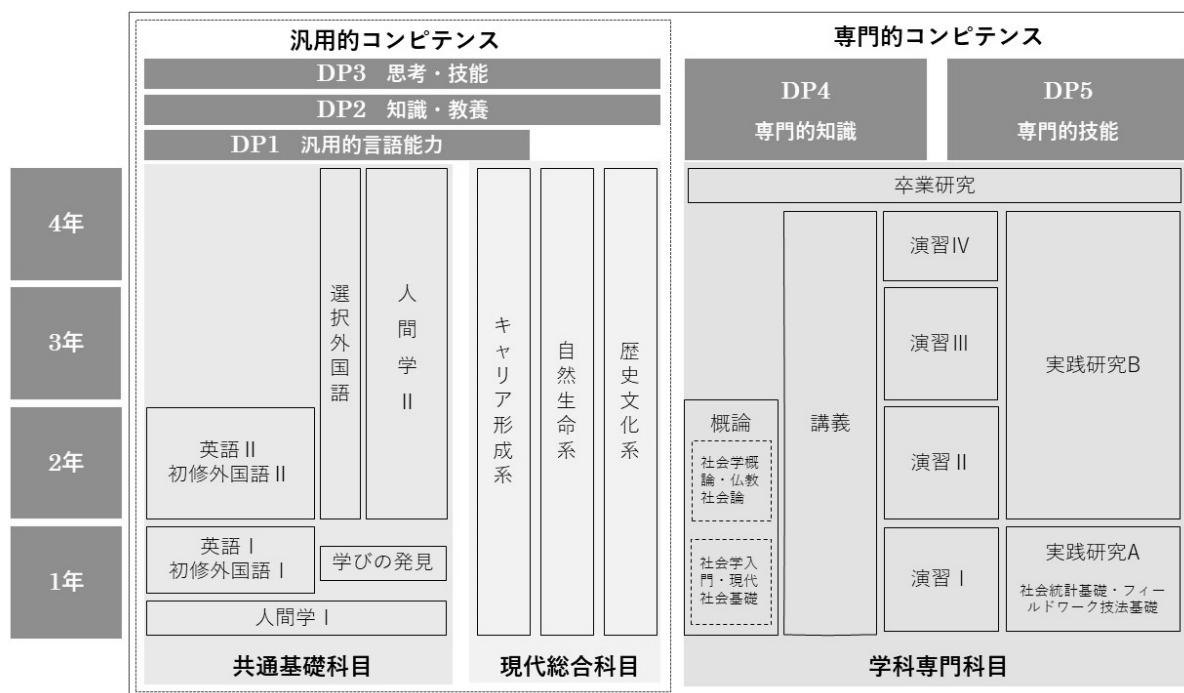 汎用的コンピテンス
DP3 思考・技能
DP2 知識・教養
DP1 汎用的言語能力
専門的コンピテンス
DP4
専門的知識
DP5
専門的技能
4年
3年
2年
1年
選択外国語
人間学Ⅱ
英語Ⅱ
初修外国語Ⅱ
英語Ⅰ
初修外国語Ⅰ
学びの発見
人間学Ⅰ
共通基礎科目
キャリア形成系
自然生命系
歴史文化系
現代総合科目
卒業研究
概論
社会学概
論・仏教
社会論
社会学入
門・現代
社会基礎
講義
演習Ⅳ
演習Ⅲ
演習Ⅱ
演習Ⅰ
実践研究B
実践研究A
社会統計基礎・フィー
ルドワーク技法基礎
学科専門科目